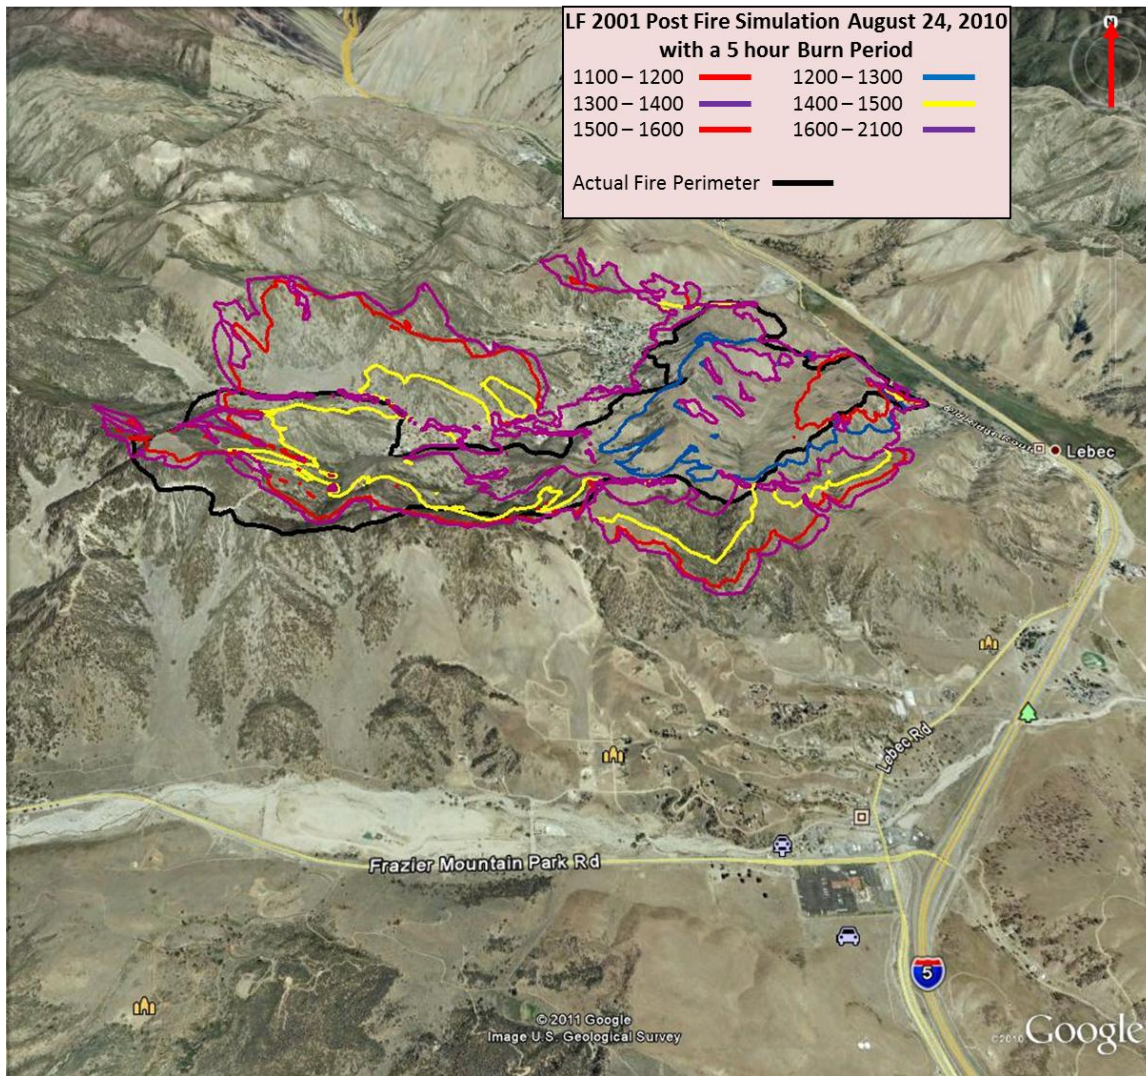 LF 2001 Post Fire Simulation August 24, 2010
with a 5 hour Burn Period
1100 – 1200
1200 – 1300
1300 – 1400
1400 – 1500
1500 – 1600
1600 – 2100
Actual Fire Perimeter
N
Lebec
Lebec Rd
Frazier Mountain Park Rd
5
© 2011 Google
Image U.S. Geological Survey
©2010 Google